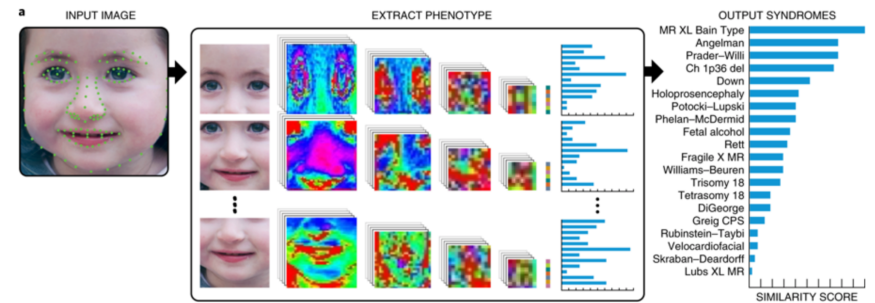 a
INPUT IMAGE
EXTRACT PHENOTYPE
OUTPUT SYNDROMES
MR XL Bain Type
Angelman
Prader–Willi
Ch 1p36 del
Down
Holoprosencephaly
Potocki–Lupski
Phelan–McDermid
Fetal alcohol
Rett
Fragile X MR
Williams–Beuren
Trisomy 18
Tetrasomy 18
DiGeorge
Greig CPS
Rubinstein–Taybi
Velocardiofacial
Skraban–Deardorff
Lubs XL MR
SIMILARITY SCORE